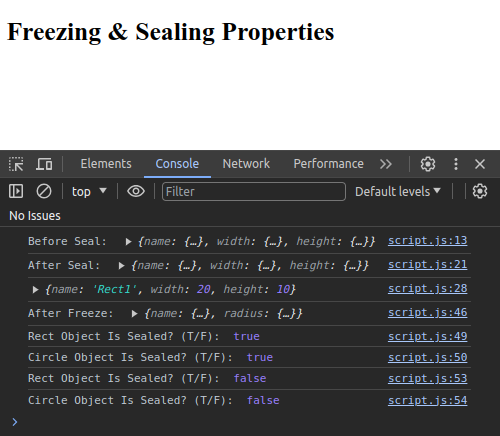 Freezing & Sealing Properties
Elements Console Network Performance
top Filter Default levels
No Issues
Before Seal: {name: {…}, width: {…}, height: {…}} script.js:13
After Seal: {name: {…}, width: {…}, height: {…}} script.js:21
{name: 'Rect1', width: 20, height: 10} script.js:28
After Freeze: {name: {…}, radius: {…}} script.js:46
Rect Object Is Sealed? (T/F): true script.js:49
Circle Object Is Sealed? (T/F): true script.js:50
Rect Object Is Sealed? (T/F): false script.js:53
Circle Object Is Sealed? (T/F): false script.js:54